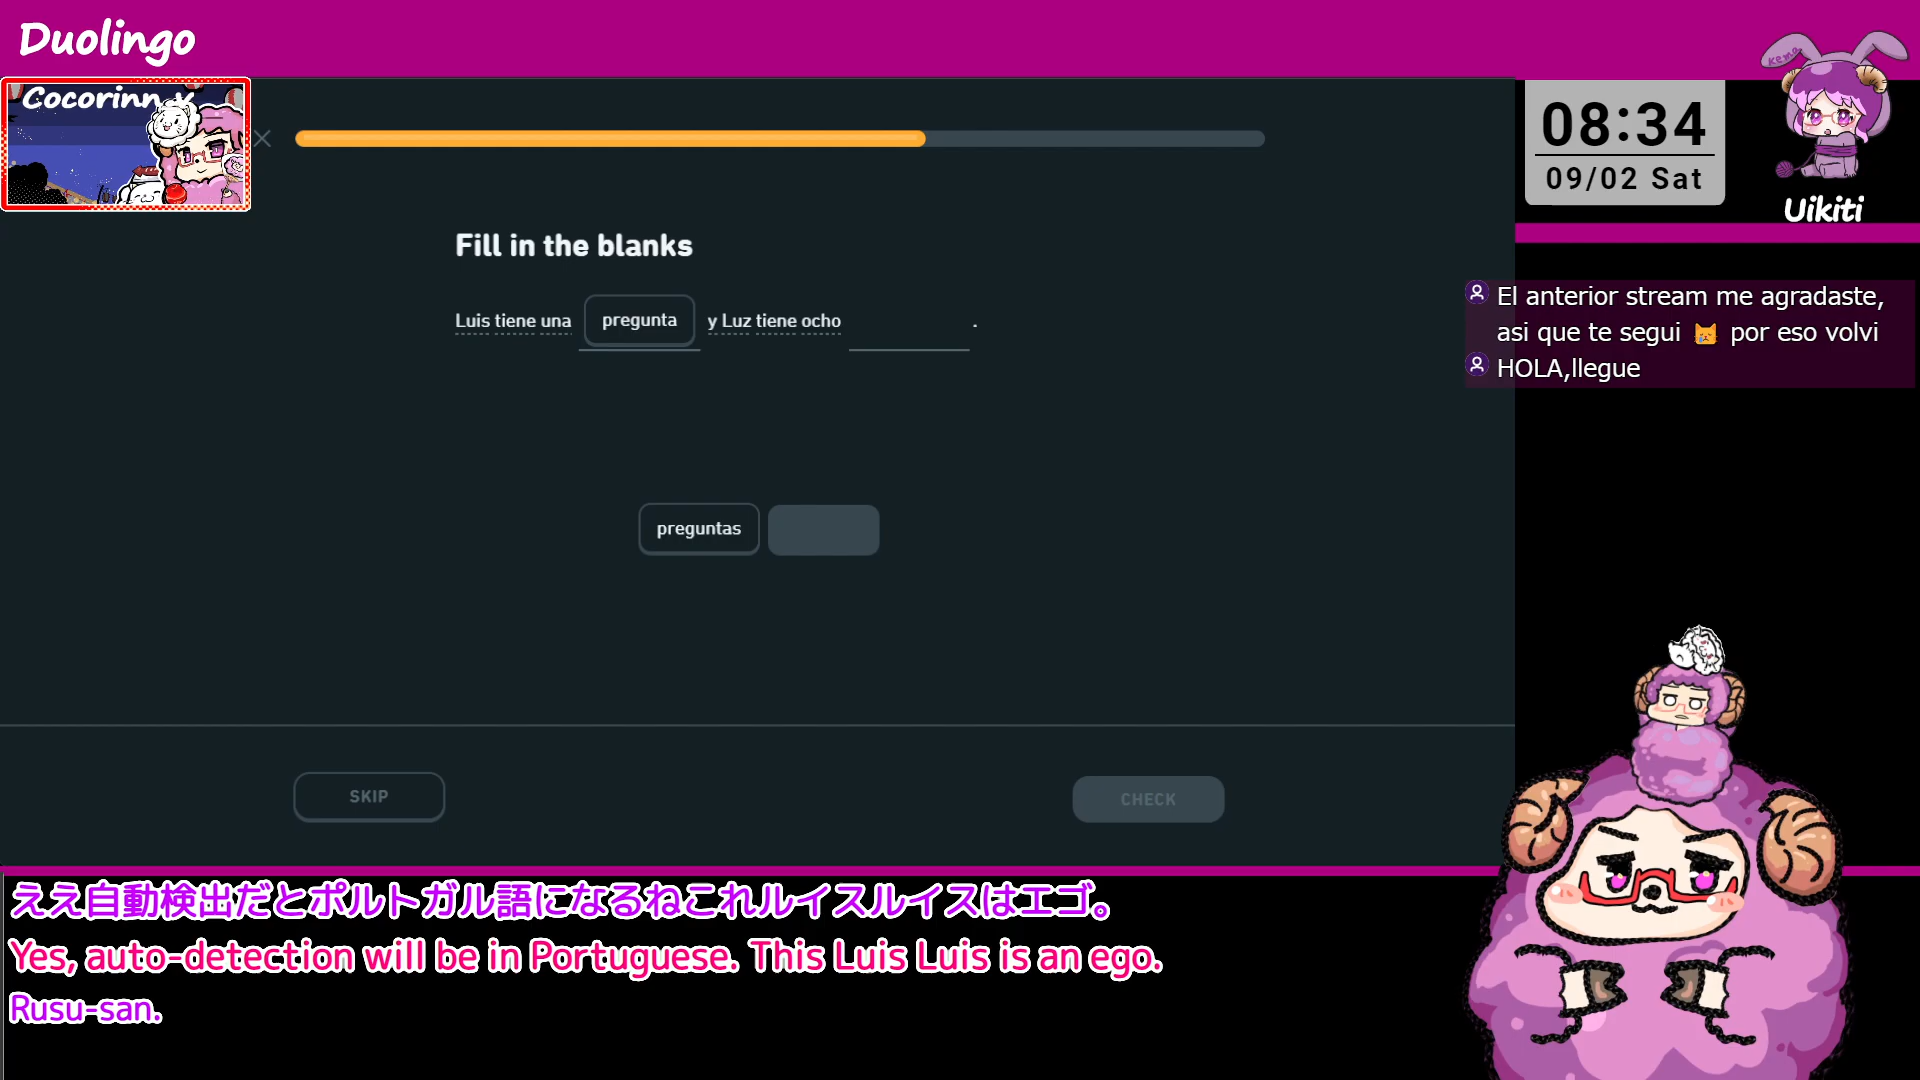 Duolingo
Cocorinn_y
08:34
09/02 Sat
Kemo
Uikiti
Fill in the blanks
Luis tiene una pregunta y Luz tiene ocho .
preguntas
El anterior stream me agradaste,
asi que te segui 😿 por eso volvi
HOLA,llegue
SKIP
CHECK
ええ自動検出だとポルトガル語になるねこれルイスルイスはエゴ。
Yes, auto-detection will be in Portuguese. This Luis Luis is an ego.
Rusu-san.